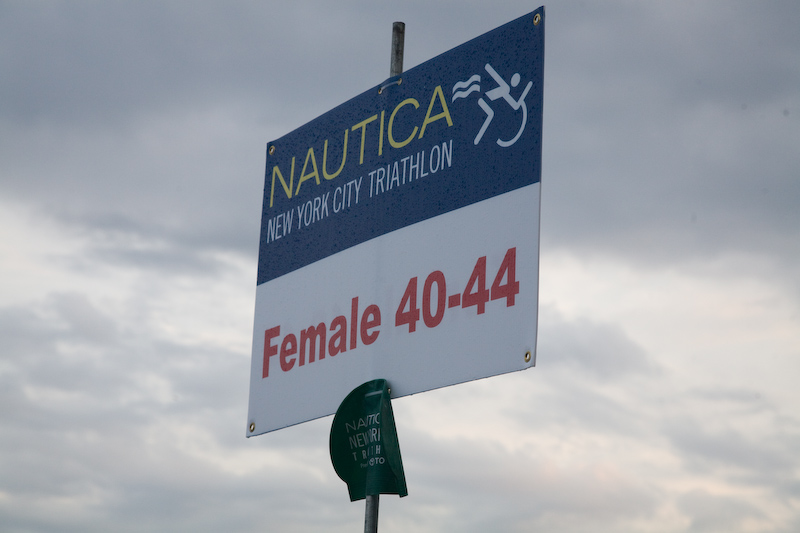 NAUTICA
NEW YORK CITY TRIATHLON
Female 40-44